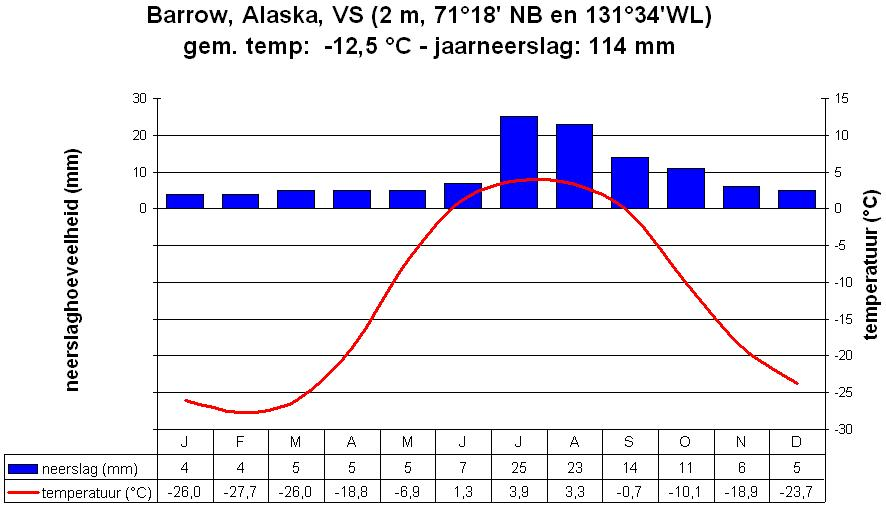 Barrow, Alaska, VS (2 m, 71°18' NB en 131°34'WL)
gem. temp:  -12,5 °C - jaarneerslag: 114 mm
neerslaghoeveelheid (mm)
30
20
10
0
15
10
5
0
-5
-10
-15
-20
-25
-30
temperatuur (°C)
J F M A M J J A S O N D
neerslag (mm) 4 4 5 5 5 7 25 23 14 11 6 5
temperatuur (°C) -26,0 -27,7 -26,0 -18,8 -6,9 1,3 3,9 3,3 -0,7 -10,1 -18,9 -23,7